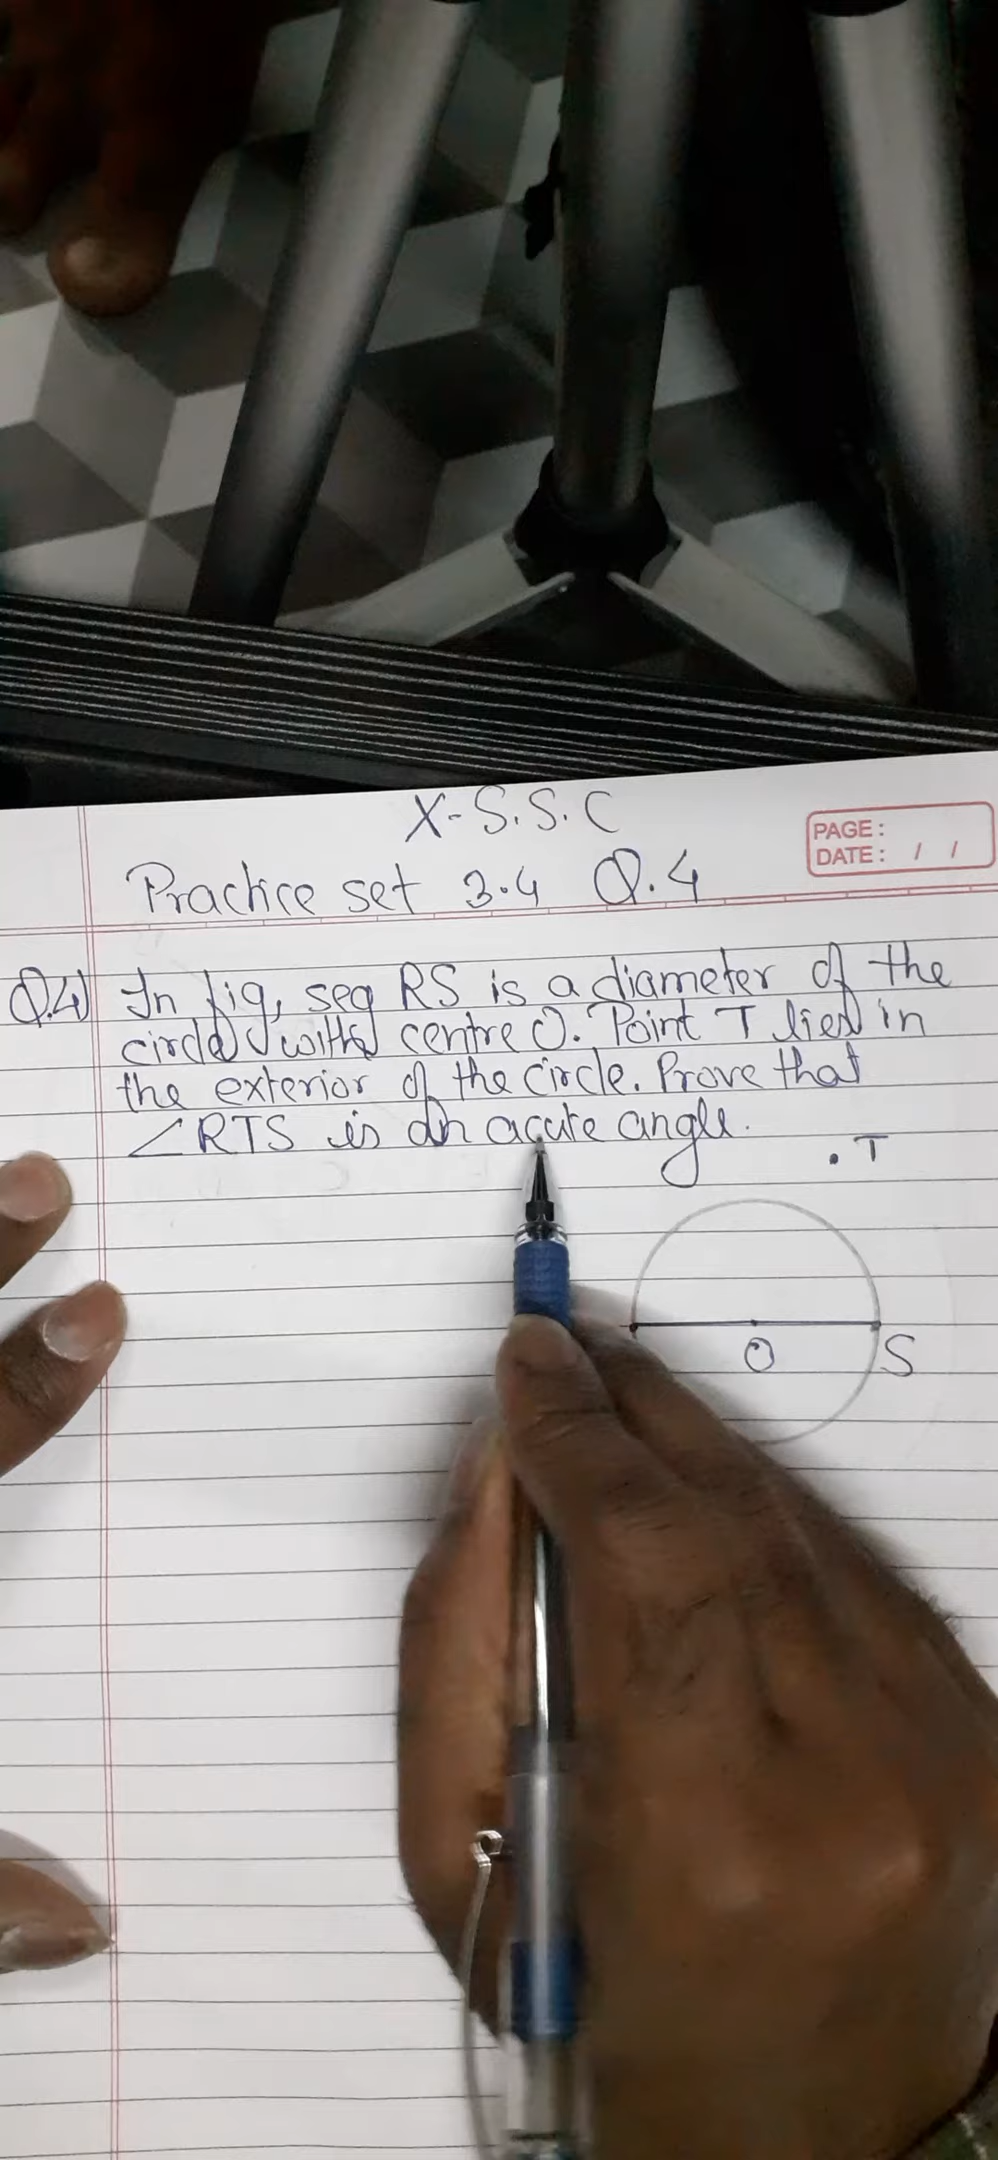 X-S.S.C
PAGE:
DATE: / /
Practice set 3.4 Q.4
Q.4) In fig, seg RS is a diameter of the
circle with centre O. Point T lies in
the exterior of the circle. Prove that
∠RTS is an acute angle.
.T
O S